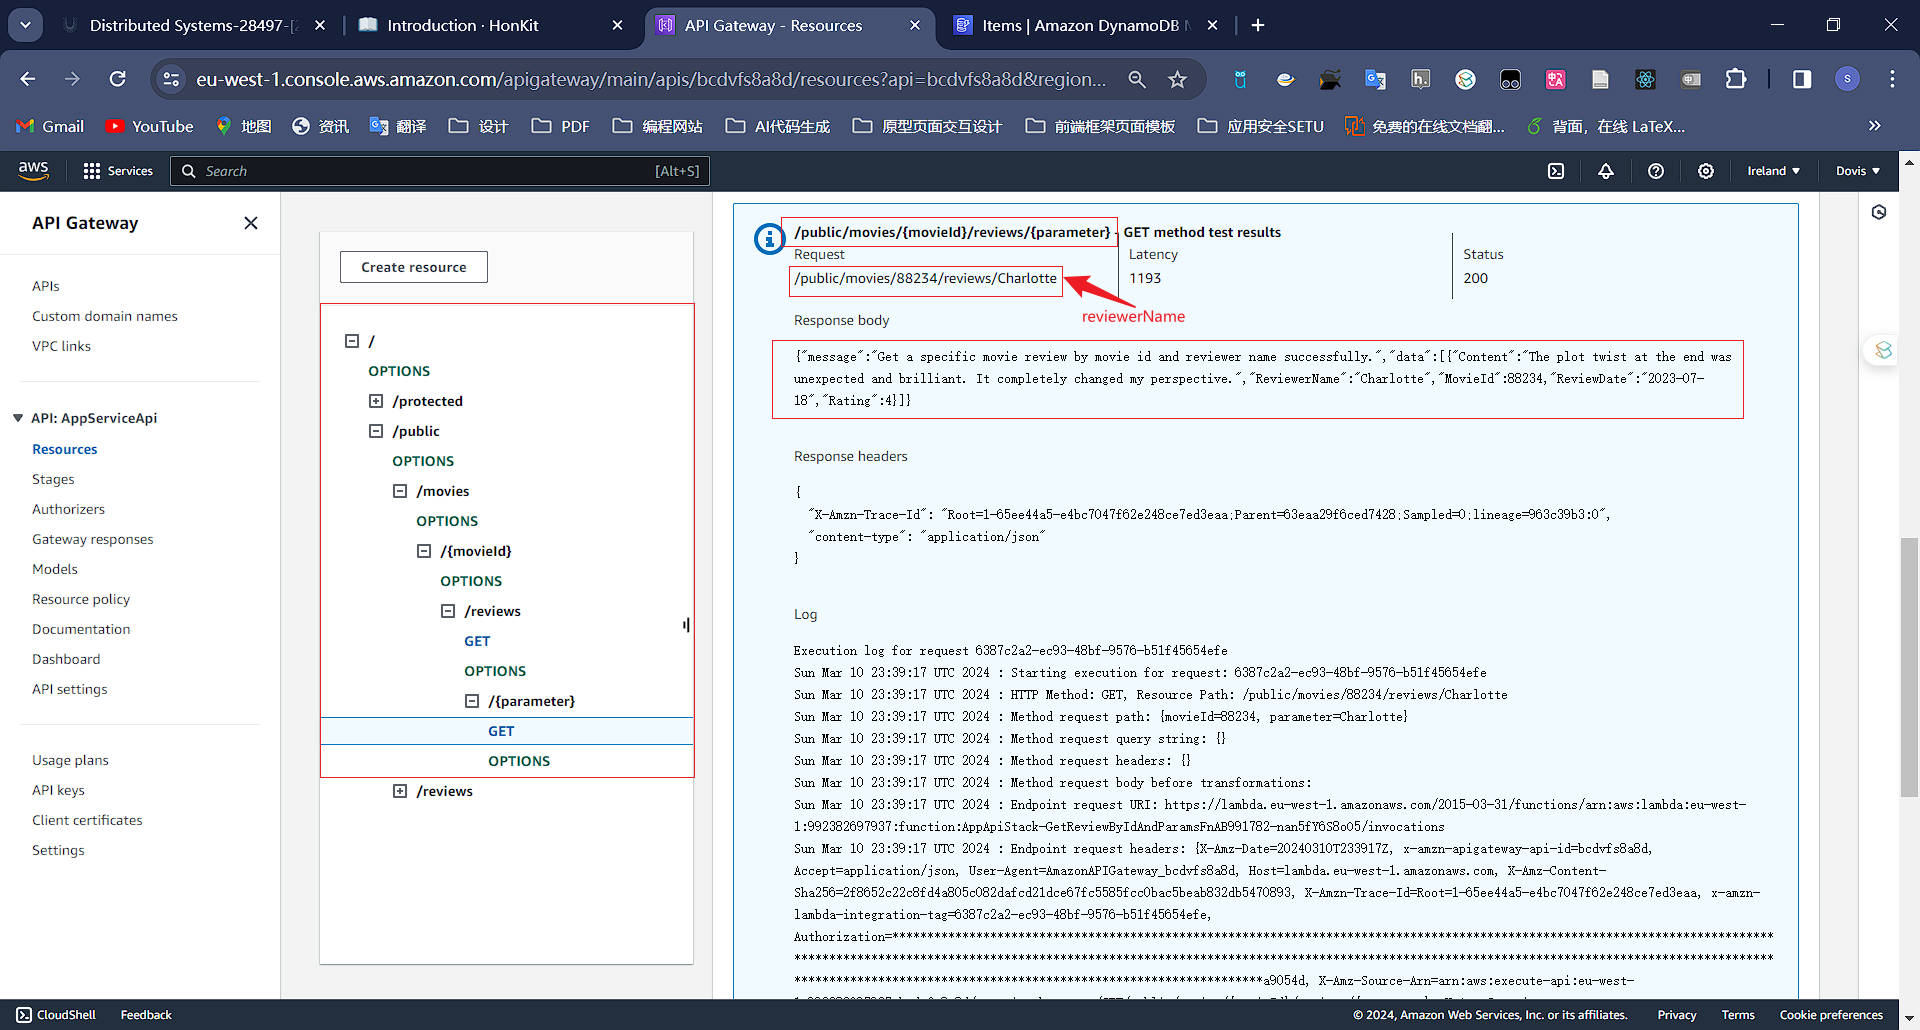 Distributed Systems-28497-[
Introduction · HonKit
API Gateway - Resources
Items | Amazon DynamoDB
eu-west-1.console.aws.amazon.com/apigateway/main/apis/bcdvfs8a8d/resources?api=bcdvfs8a8d&region...
Gmail
YouTube
地图
资讯
翻译
设计
PDF
编程网站
AI代码生成
原型页面交互设计
前端框架页面模板
应用安全SETU
免费的在线文档翻...
背面，在线 LaTeX...
aws
Services
Search
[Alt+S]
Ireland
Dovis
API Gateway
APIs
Custom domain names
VPC links
API: AppServiceApi
Resources
Stages
Authorizers
Gateway responses
Models
Resource policy
Documentation
Dashboard
API settings
Usage plans
API keys
Client certificates
Settings
Create resource
/
OPTIONS
/protected
/public
OPTIONS
/movies
OPTIONS
/{movieId}
OPTIONS
/reviews
GET
OPTIONS
/{parameter}
GET
OPTIONS
/reviews
/public/movies/{movieId}/reviews/{parameter} - GET method test results
Request
Latency
Status
/public/movies/88234/reviews/Charlotte
1193
200
reviewerName
Response body
{"message":"Get a specific movie review by movie id and reviewer name successfully.","data":[{"Content":"The plot twist at the end was
unexpected and brilliant. It completely changed my perspective.","ReviewerName":"Charlotte","MovieId":88234,"ReviewDate":"2023-07-
18","Rating":4}]}
Response headers
{
"X-Amzn-Trace-Id": "Root=1-65ee44a5-e4bc7047f62e248ce7ed3eaa;Parent=63eaa29f6ced7428;Sampled=0;lineage=963c39b3:0",
"content-type": "application/json"
}
Log
Execution log for request 6387c2a2-ec93-48bf-9576-b51f45654efe
Sun Mar 10 23:39:17 UTC 2024 : Starting execution for request: 6387c2a2-ec93-48bf-9576-b51f45654efe
Sun Mar 10 23:39:17 UTC 2024 : HTTP Method: GET, Resource Path: /public/movies/88234/reviews/Charlotte
Sun Mar 10 23:39:17 UTC 2024 : Method request path: {movieId=88234, parameter=Charlotte}
Sun Mar 10 23:39:17 UTC 2024 : Method request query string: {}
Sun Mar 10 23:39:17 UTC 2024 : Method request headers: {}
Sun Mar 10 23:39:17 UTC 2024 : Method request body before transformations:
Sun Mar 10 23:39:17 UTC 2024 : Endpoint request URI: https://lambda.eu-west-1.amazonaws.com/2015-03-31/functions/arn:aws:lambda:eu-west-
1:992382697937:function:AppApiStack-GetReviewByIdAndParamsFnAB991782-nan5fY6S8o05/invocations
Sun Mar 10 23:39:17 UTC 2024 : Endpoint request headers: {X-Amz-Date=20240310T233917Z, x-amzn-apigateway-api-id=bcdvfs8a8d,
Accept=application/json, User-Agent=AmazonAPIGateway_bcdvfs8a8d, Host=lambda.eu-west-1.amazonaws.com, X-Amz-Content-
Sha256=2f8652c22c8fd4a805c082dafcd21dce67fc5585fcc0bac5beab832db5470893, X-Amzn-Trace-Id=Root=1-65ee44a5-e4bc7047f62e248ce7ed3eaa, x-amzn-
lambda-integration-tag=6387c2a2-ec93-48bf-9576-b51f45654efe,
Authorization=******************************************************************************************************************************
********************************************************************************************************************************************
*******************************************************************a9054d, X-Amz-Source-Arn=arn:aws:execute-api:eu-west-
CloudShell
Feedback
© 2024, Amazon Web Services, Inc. or its affiliates.
Privacy
Terms
Cookie preferences